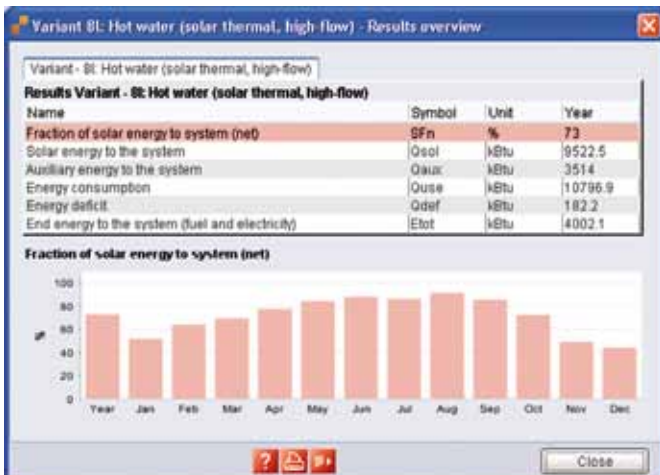 Variant 8l: Hot water (solar thermal, high-flow) - Results overview
Variant - 8l: Hot water (solar thermal, high-flow)
Results Variant - 8l: Hot water (solar thermal, high-flow)
Name Symbol Unit Year
Fraction of solar energy to system (net) SFn % 73
Solar energy to the system Qsol kBtu 9522.5
Auxiliary energy to the system Qaux kBtu 3514
Energy consumption Quse kBtu 10796.9
Energy deficit Qdef kBtu 182.2
End energy to the system (fuel and electricity) Etot kBtu 4002.1
Fraction of solar energy to system (net)
100
80
60
40
20
0
%
Year Jan Feb Mar Apr May Jun Jul Aug Sep Oct Nov Dec
?
Close